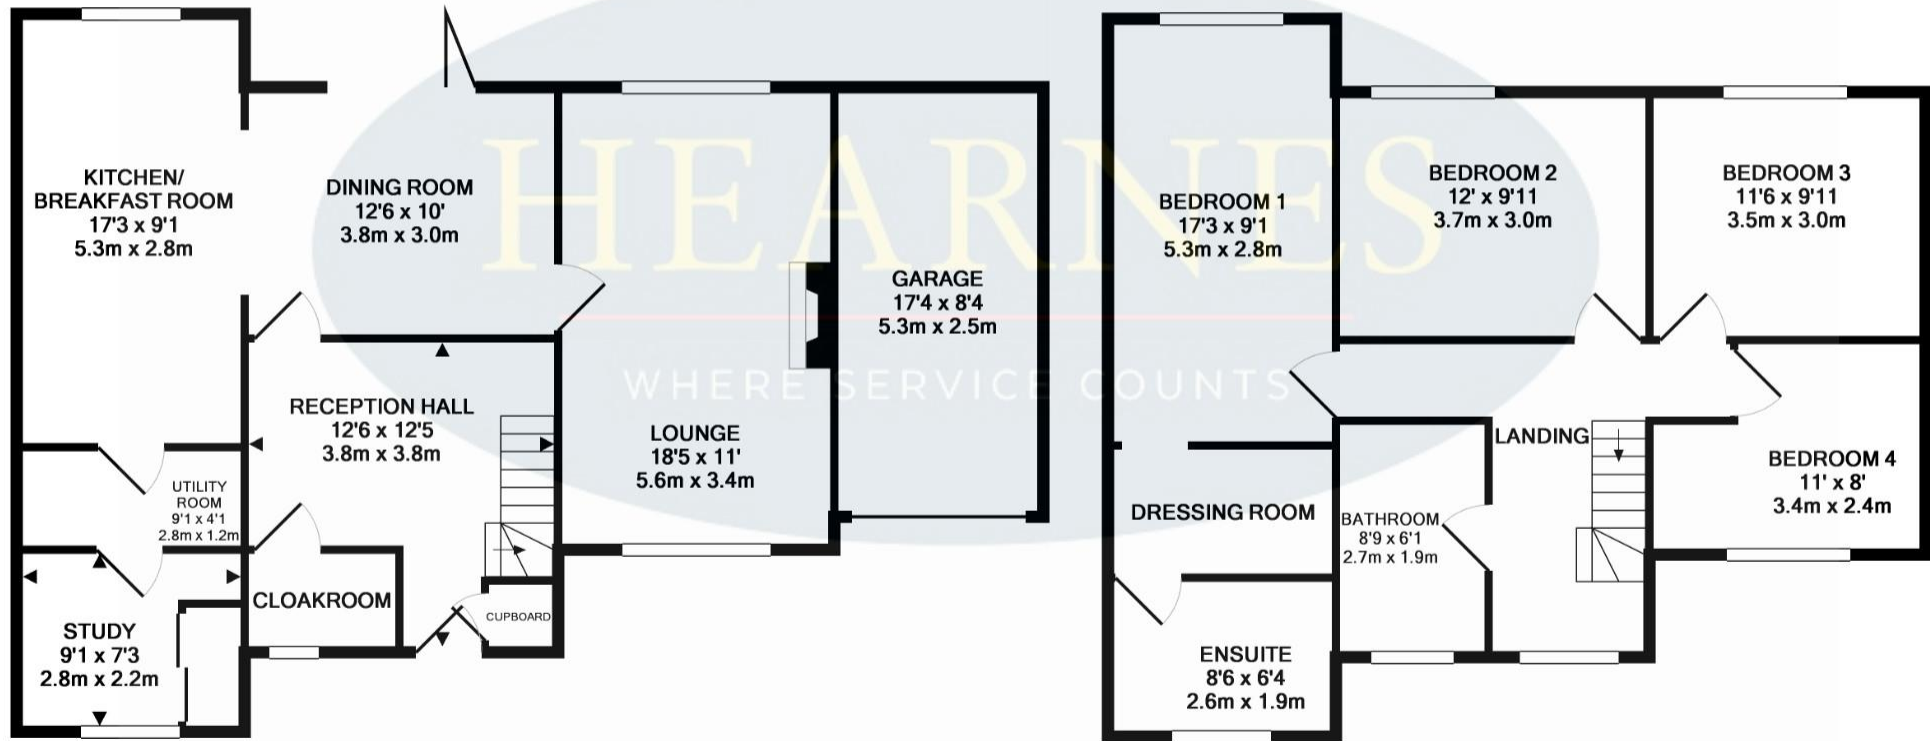 KITCHEN/
BREAKFAST ROOM
17'3 x 9'1
5.3m x 2.8m
DINING ROOM
12'6 x 10'
3.8m x 3.0m
RECEPTION HALL
12'6 x 12'5
3.8m x 3.8m
LOUNGE
18'5 x 11'
5.6m x 3.4m
GARAGE
17'4 x 8'4
5.3m x 2.5m
UTILITY
ROOM
9'1 x 4'1
2.8m x 1.2m
STUDY
9'1 x 7'3
2.8m x 2.2m
CLOAKROOM
CUPBOARD
HEARNES
WHERE SERVICE COUNTS
BEDROOM 1
17'3 x 9'1
5.3m x 2.8m
BEDROOM 2
12' x 9'11
3.7m x 3.0m
BEDROOM 3
11'6 x 9'11
3.5m x 3.0m
LANDING
BEDROOM 4
11' x 8'
3.4m x 2.4m
DRESSING ROOM
BATHROOM
8'9 x 6'1
2.7m x 1.9m
ENSUITE
8'6 x 6'4
2.6m x 1.9m